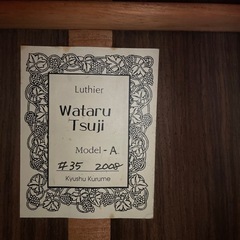 Luthier
Wataru
Tsuji
Model - A
#35 2008
Kyushu Kurume